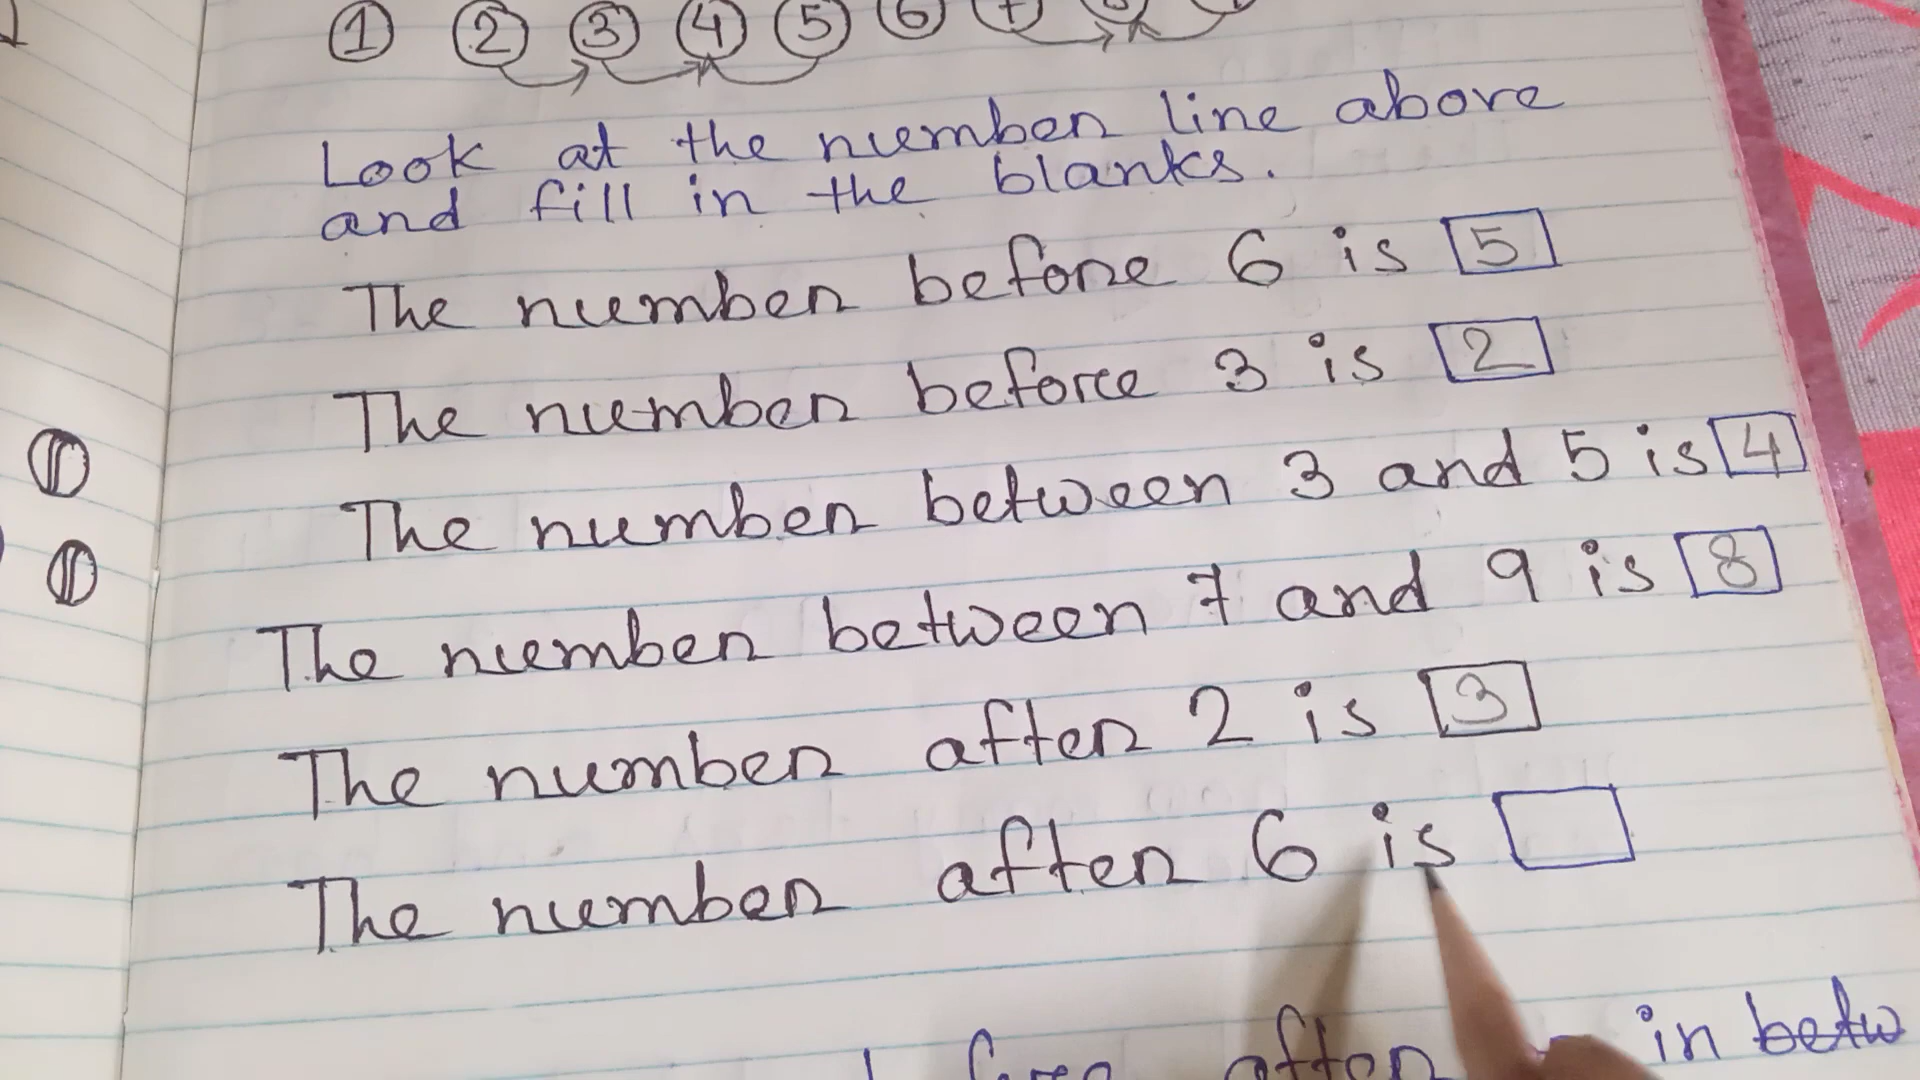 1 2 3 4 5 6 7 8
Look at the number line above
and fill in the blanks.
The number before 6 is 5
The number before 3 is 2
The number between 3 and 5 is 4
The number between 7 and 9 is 8
The number after 2 is 3
The number after 6 is
after in betw